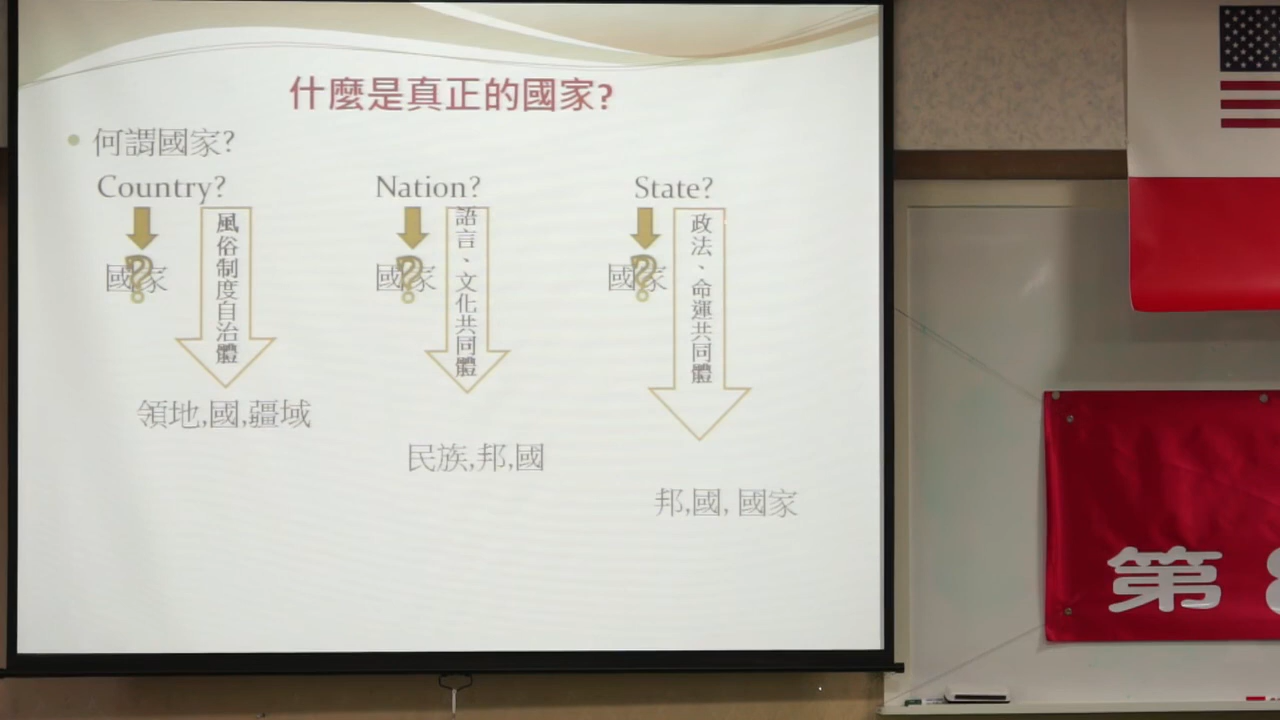 什麼是真正的國家?
何謂國家?
Country? Nation? State?
國家? 國家? 國家?
風俗制度自治體
語言、文化共同體
政法、命運共同體
領地,國,疆域
民族,邦,國
邦,國, 國家
第